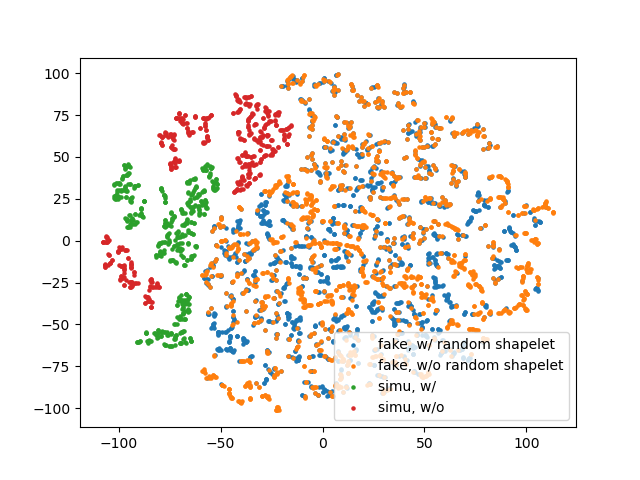 100
75
50
25
0
−25
−50
−75
−100
fake, w/ random shapelet
fake, w/o random shapelet
simu, w/
simu, w/o
−100 −50 0 50 100